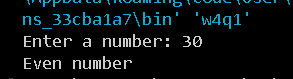 \AppData\Roaming\Code\User\
ns_33cba1a7\bin' 'w4q1'
Enter a number: 30
Even number